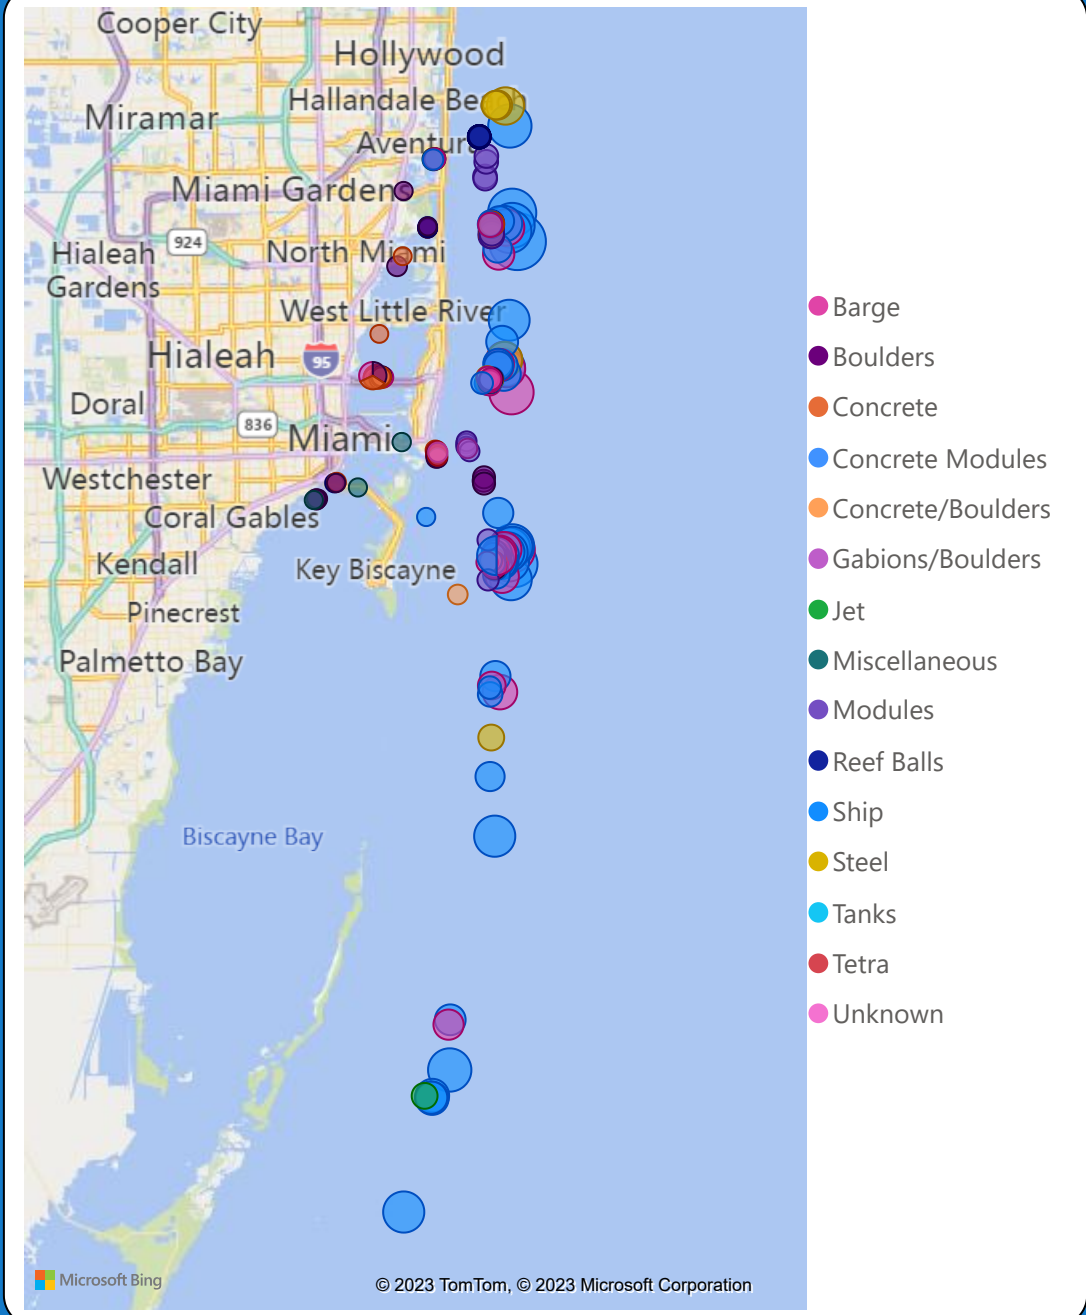 Cooper City
Hollywood
Hallandale Be
Miramar
Aventura
Miami Gardens
924
Hialeah
Gardens
North Miami
West Little River
Hialeah
95
Doral
836
Miami
Westchester
Coral Gables
Kendall
Key Biscayne
Pinecrest
Palmetto Bay
Biscayne Bay
Microsoft Bing
© 2023 TomTom, © 2023 Microsoft Corporation
Barge
Boulders
Concrete
Concrete Modules
Concrete/Boulders
Gabions/Boulders
Jet
Miscellaneous
Modules
Reef Balls
Ship
Steel
Tanks
Tetra
Unknown